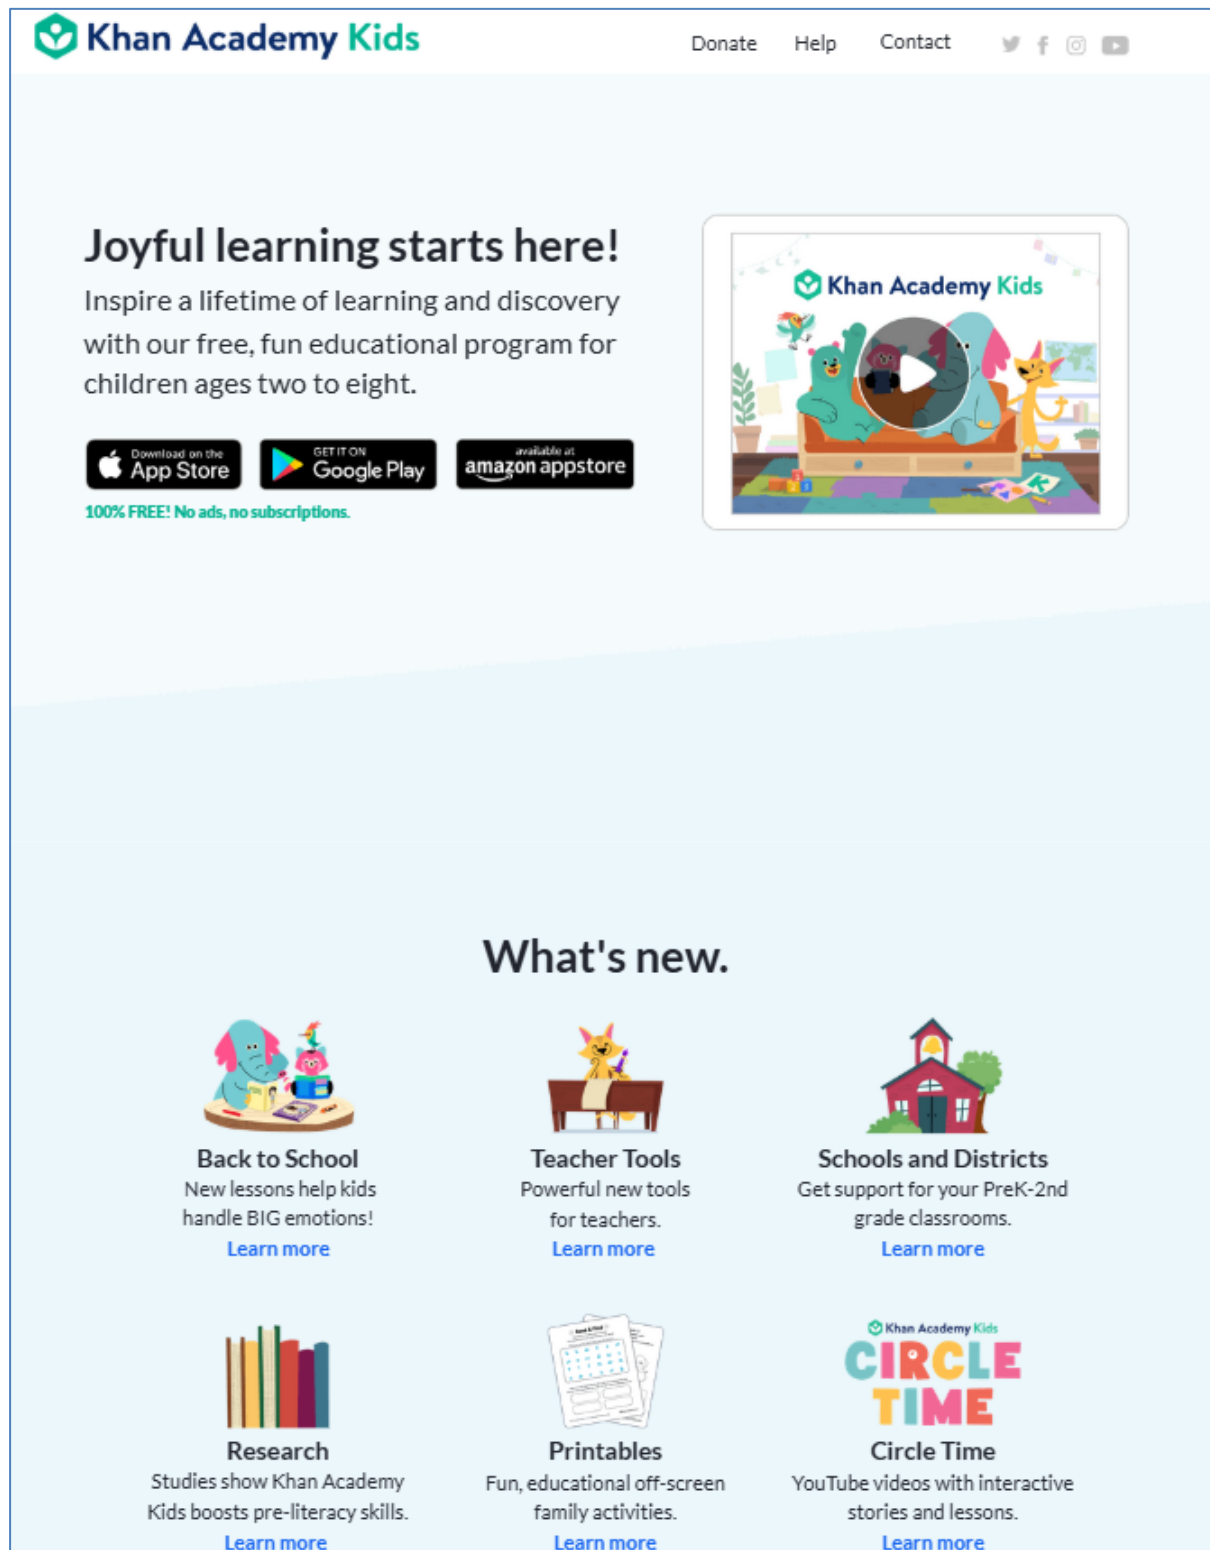 Khan Academy Kids
Donate Help Contact
Joyful learning starts here!
Inspire a lifetime of learning and discovery
with our free, fun educational program for
children ages two to eight.
Khan Academy Kids
Download on the
App Store
GET IT ON
Google Play
available at
amazon appstore
100% FREE! No ads, no subscriptions.
What's new.
Back to School
New lessons help kids
handle BIG emotions!
Learn more
Teacher Tools
Powerful new tools
for teachers.
Learn more
Schools and Districts
Get support for your PreK-2nd
grade classrooms.
Learn more
Research
Studies show Khan Academy
Kids boosts pre-literacy skills.
Learn more
Printables
Fun, educational off-screen
family activities.
Learn more
Khan Academy Kids
CIRCLE
TIME
Circle Time
YouTube videos with interactive
stories and lessons.
Learn more